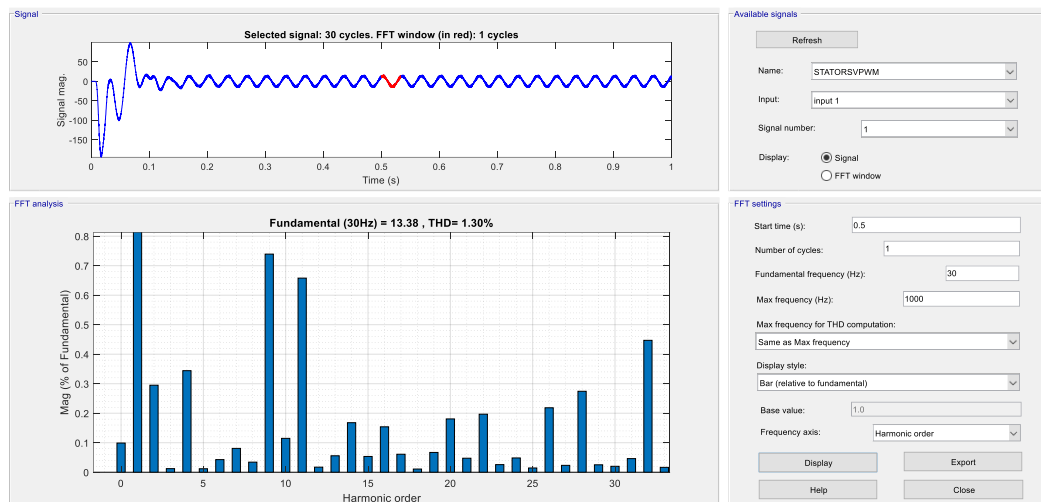 Signal
Selected signal: 30 cycles. FFT window (in red): 1 cycles
Signal mag.
50
0
-50
-100
-150
0 0.1 0.2 0.3 0.4 0.5 0.6 0.7 0.8 0.9 1
Time (s)
FFT analysis
Fundamental (30Hz) = 13.38 , THD= 1.30%
Mag (% of Fundamental)
0.8
0.7
0.6
0.5
0.4
0.3
0.2
0.1
0
0 5 10 15 20 25 30
Harmonic order
Available signals
Refresh
Name: STATORSVPWM
Input: input 1
Signal number: 1
Display: Signal
FFT window
FFT settings
Start time (s): 0.5
Number of cycles: 1
Fundamental frequency (Hz): 30
Max frequency (Hz): 1000
Max frequency for THD computation:
Same as Max frequency
Display style:
Bar (relative to fundamental)
Base value: 1.0
Frequency axis: Harmonic order
Display Export
Help Close